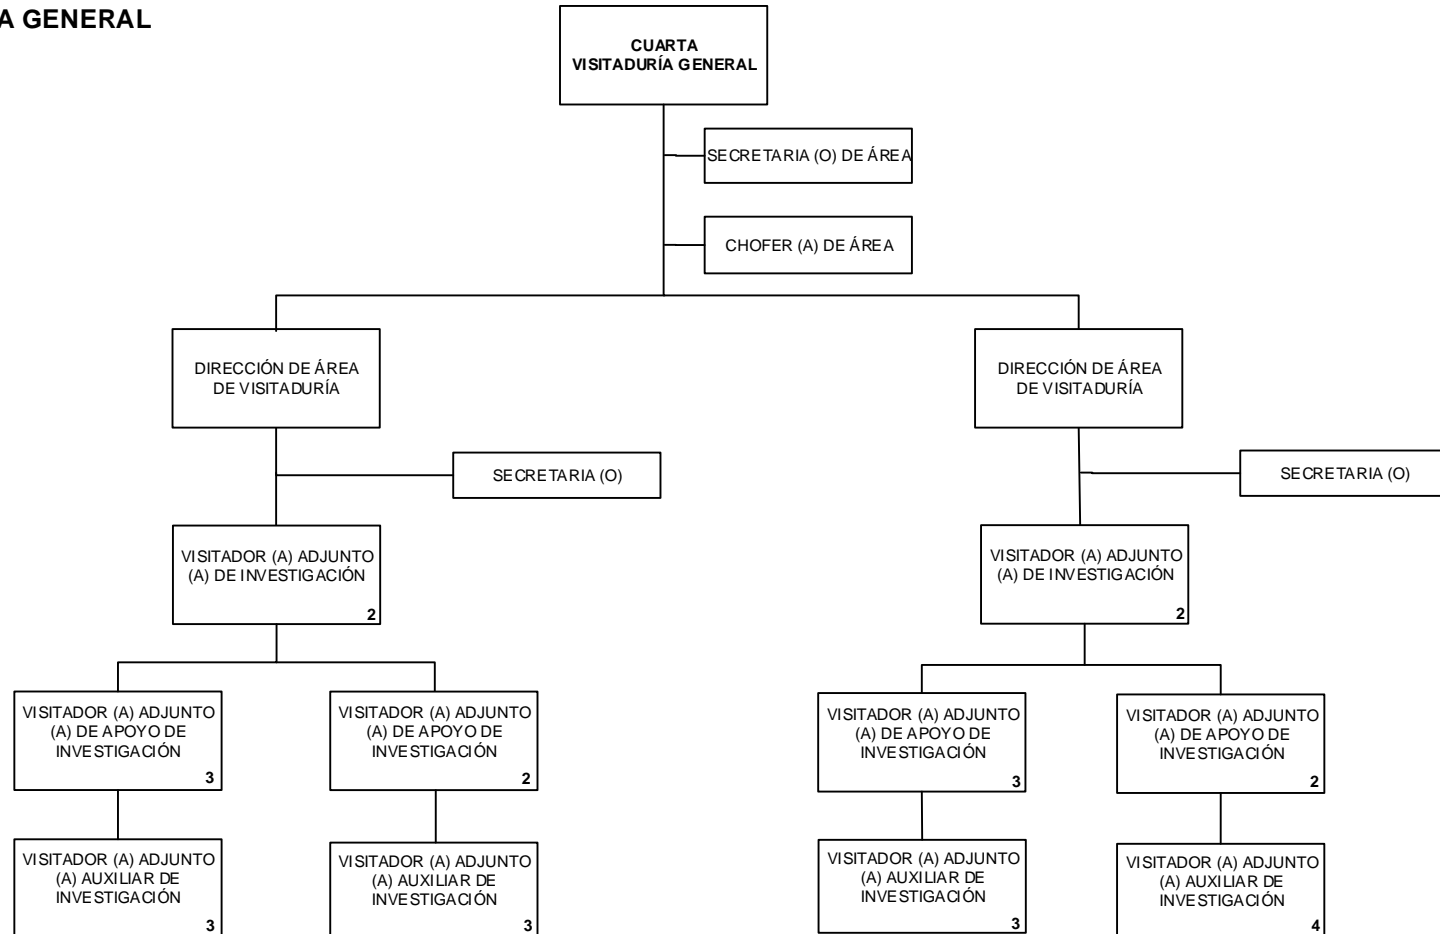 A GENERAL
CUARTA
VISITADURÍA GENERAL
SECRETARIA (O) DE ÁREA
CHOFER (A) DE ÁREA
DIRECCIÓN DE ÁREA
DE VISITADURÍA
DIRECCIÓN DE ÁREA
DE VISITADURÍA
SECRETARIA (O)
SECRETARIA (O)
VISITADOR (A) ADJUNTO
(A) DE INVESTIGACIÓN
2
VISITADOR (A) ADJUNTO
(A) DE INVESTIGACIÓN
2
VISITADOR (A) ADJUNTO
(A) DE APOYO DE
INVESTIGACIÓN
3
VISITADOR (A) ADJUNTO
(A) DE APOYO DE
INVESTIGACIÓN
2
VISITADOR (A) ADJUNTO
(A) DE APOYO DE
INVESTIGACIÓN
3
VISITADOR (A) ADJUNTO
(A) DE APOYO DE
INVESTIGACIÓN
2
VISITADOR (A) ADJUNTO
(A) AUXILIAR DE
INVESTIGACIÓN
3
VISITADOR (A) ADJUNTO
(A) AUXILIAR DE
INVESTIGACIÓN
3
VISITADOR (A) ADJUNTO
(A) AUXILIAR DE
INVESTIGACIÓN
3
VISITADOR (A) ADJUNTO
(A) AUXILIAR DE
INVESTIGACIÓN
4